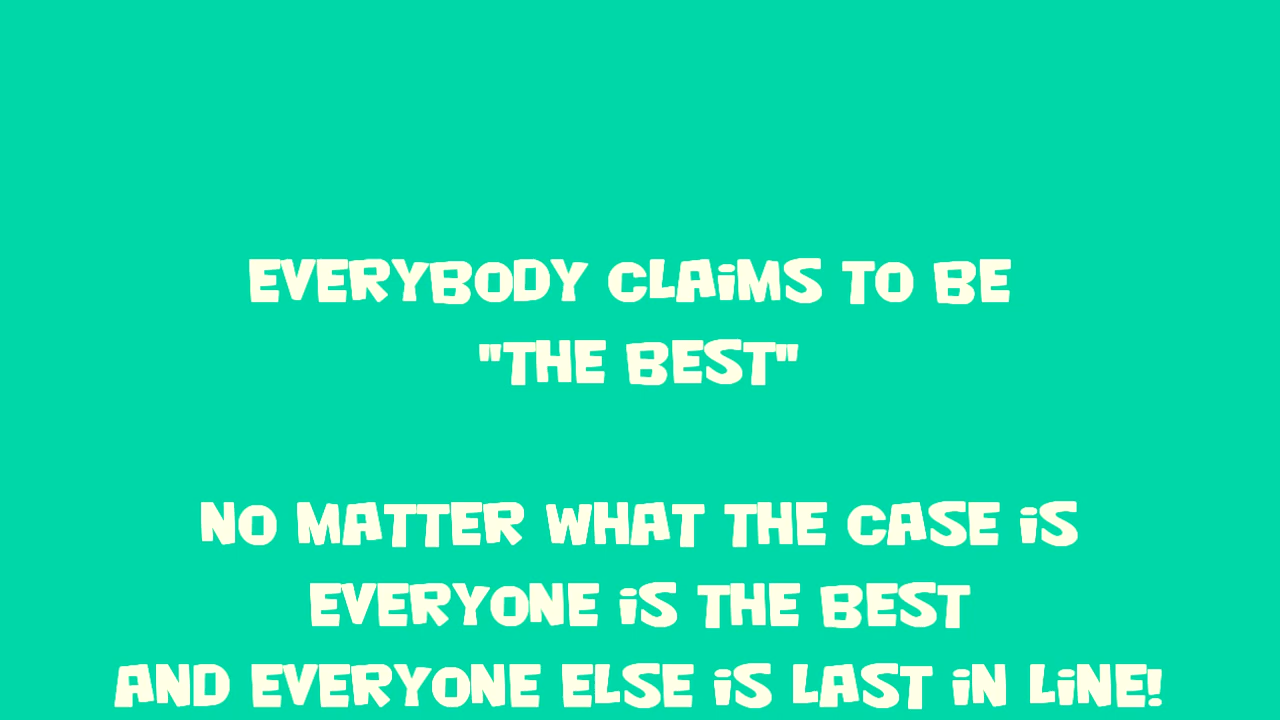 EVERYBODY CLAiMS TO BE
"THE BEST"
NO MATTER WHAT THE CASE iS
EVERYONE iS THE BEST
AND EVERYONE ELSE iS LAST iN LiNE!